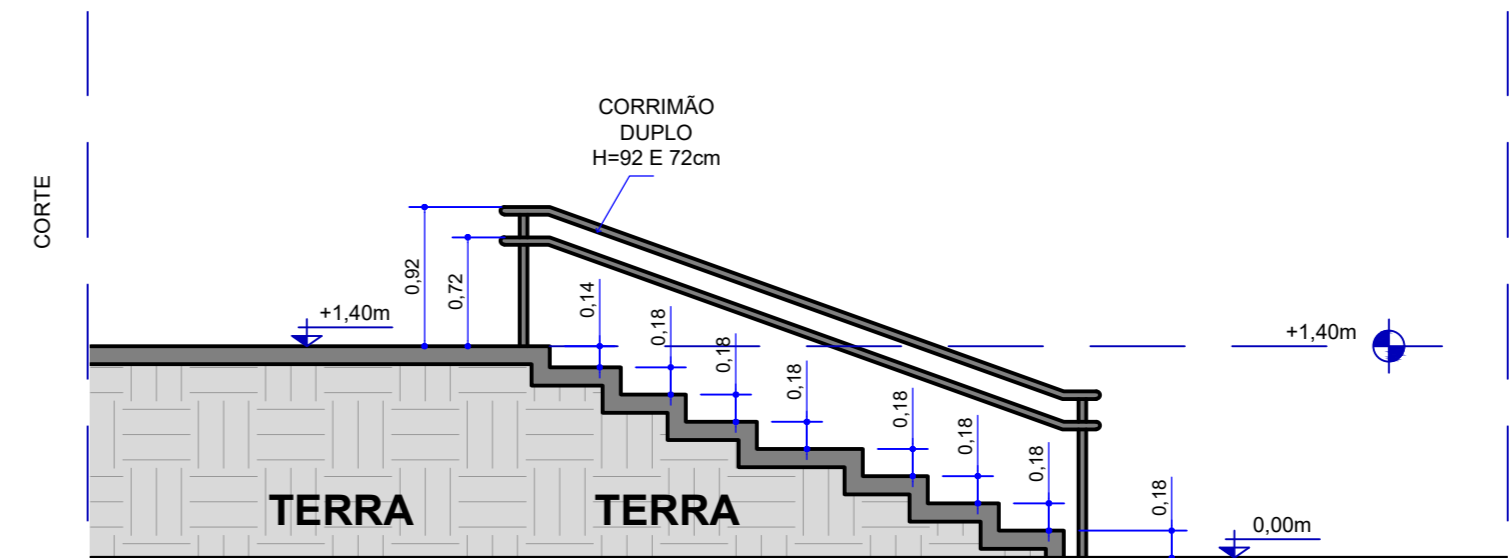 CORTE
CORRIMÃO
DUPLO
H=92 E 72cm
0,92
0,72
+1,40m
0,14
0,18
0,18
0,18
0,18
0,18
0,18
0,18
+1,40m
0,00m
TERRA
TERRA